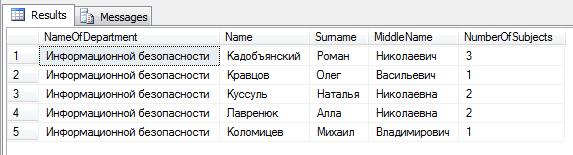 Results Messages
NameOfDepartment Name Surname MiddleName NumberOfSubjects
1 Информационной безопасности Кадобъянский Роман Николаевич 3
2 Информационной безопасности Кравцов Олег Васильевич 1
3 Информационной безопасности Куссуль Наталья Николаевна 2
4 Информационной безопасности Лавренюк Алла Николаевна 2
5 Информационной безопасности Коломицев Михаил Владимирович 1